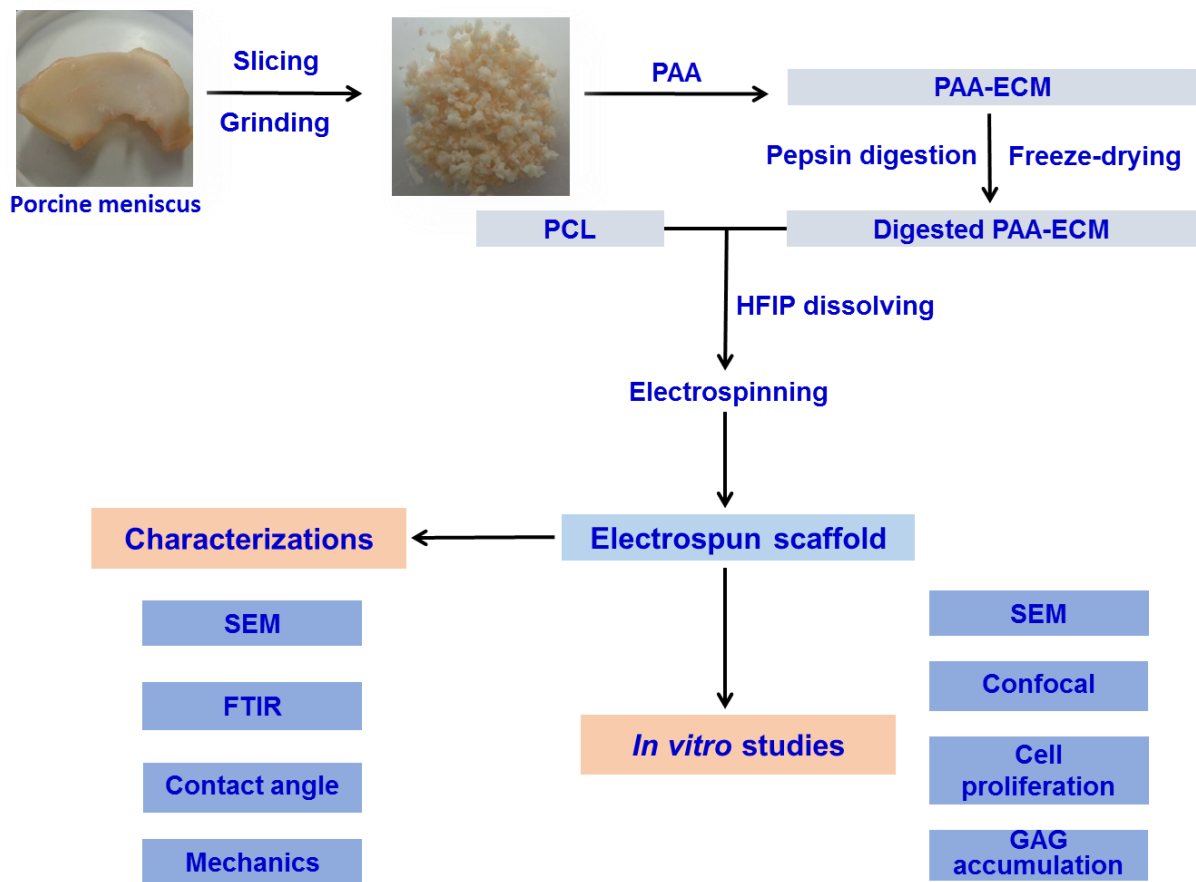 Slicing
Grinding
Porcine meniscus
PAA
PAA-ECM
Pepsin digestion
Freeze-drying
PCL
Digested PAA-ECM
HFIP dissolving
Electrospinning
Electrospun scaffold
Characterizations
SEM
FTIR
Contact angle
Mechanics
In vitro studies
SEM
Confocal
Cell
proliferation
GAG
accumulation